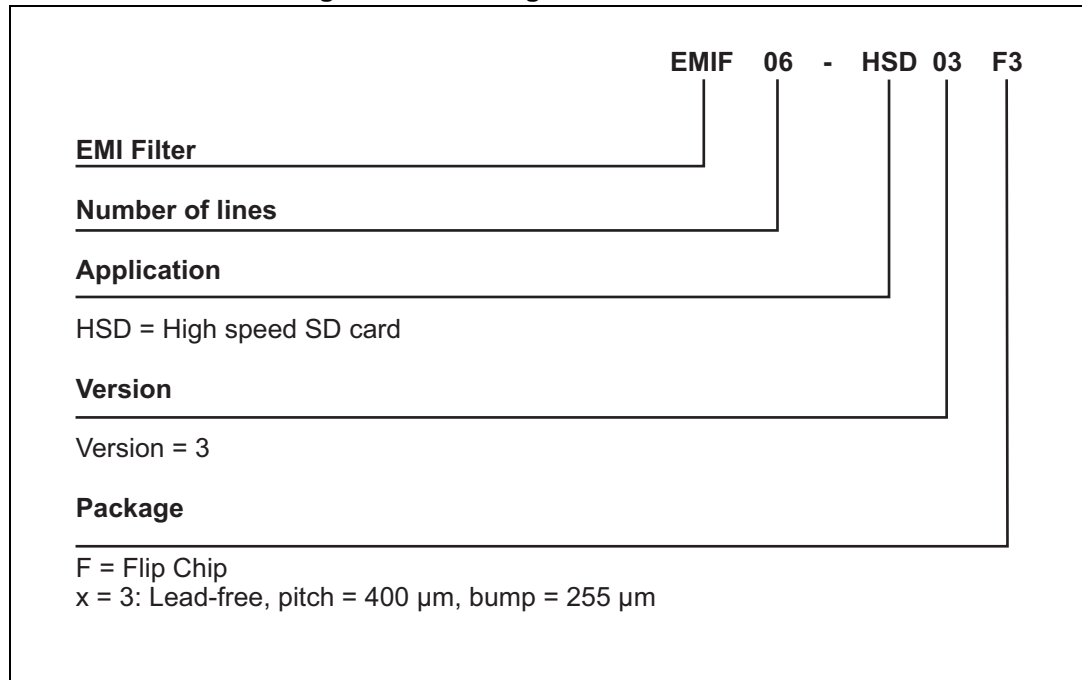 EMIF 06 - HSD 03 F3
EMI Filter
Number of lines
Application
HSD = High speed SD card
Version
Version = 3
Package
F = Flip Chip
x = 3: Lead-free, pitch = 400 µm, bump = 255 µm